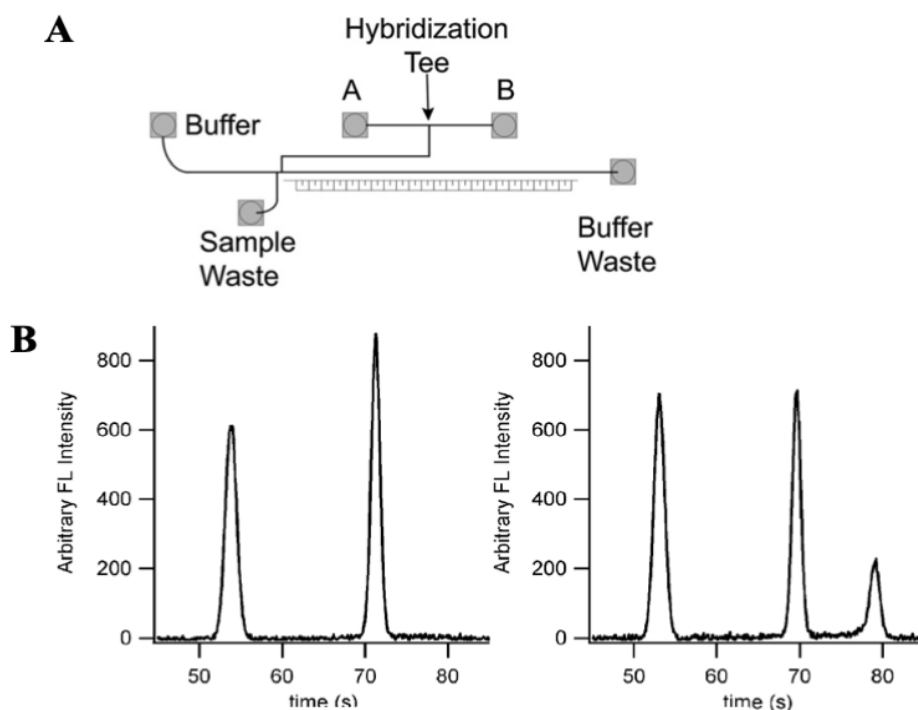 A
Hybridization
Tee
A
B
Buffer
Sample
Waste
Buffer
Waste
B
Arbitrary FL Intensity
800
600
400
200
0
50
60
70
80
time (s)
Arbitrary FL Intensity
800
600
400
200
0
50
60
70
80
time (s)